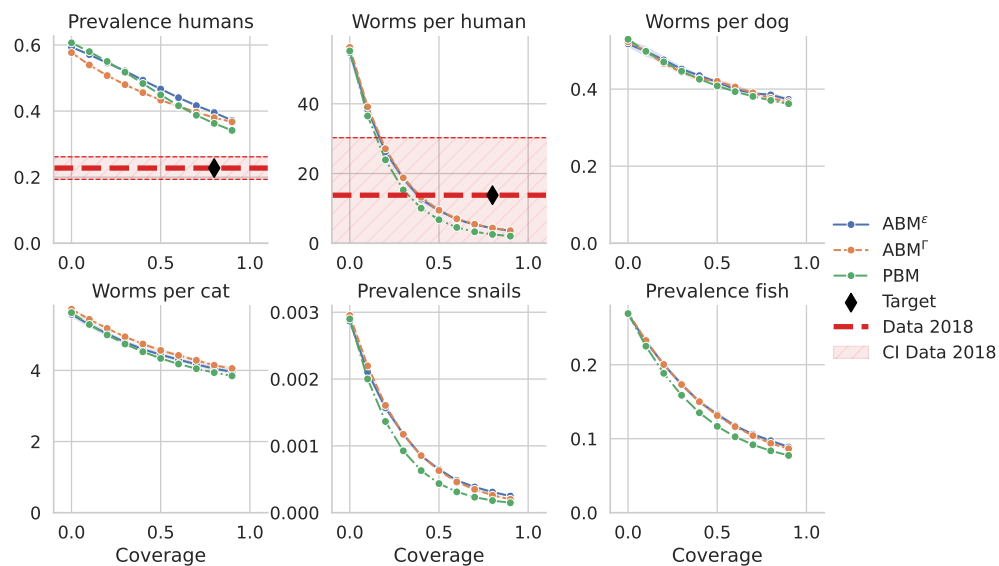 Prevalence humans
Worms per human
Worms per dog
0.6
0.4
0.2
0.0
0.0 0.5 1.0
40
20
0
0.0 0.5 1.0
0.4
0.2
0.0
0.0 0.5 1.0
Worms per cat
Prevalence snails
Prevalence fish
4
2
0
0.0 0.5 1.0
Coverage
0.003
0.002
0.001
0.000
0.0 0.5 1.0
Coverage
0.2
0.1
0.0
0.0 0.5 1.0
Coverage
ABM^ε
ABM^Γ
PBM
Target
Data 2018
CI Data 2018